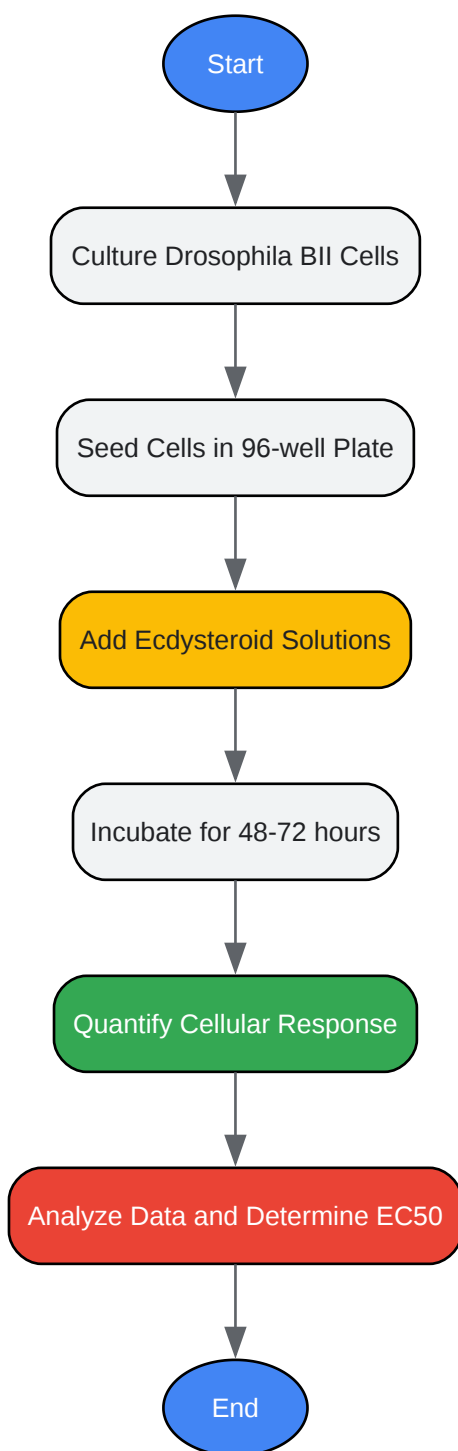 Start
Culture Drosophila BII Cells
Seed Cells in 96-well Plate
Add Ecdysteroid Solutions
Incubate for 48-72 hours
Quantify Cellular Response
Analyze Data and Determine EC50
End